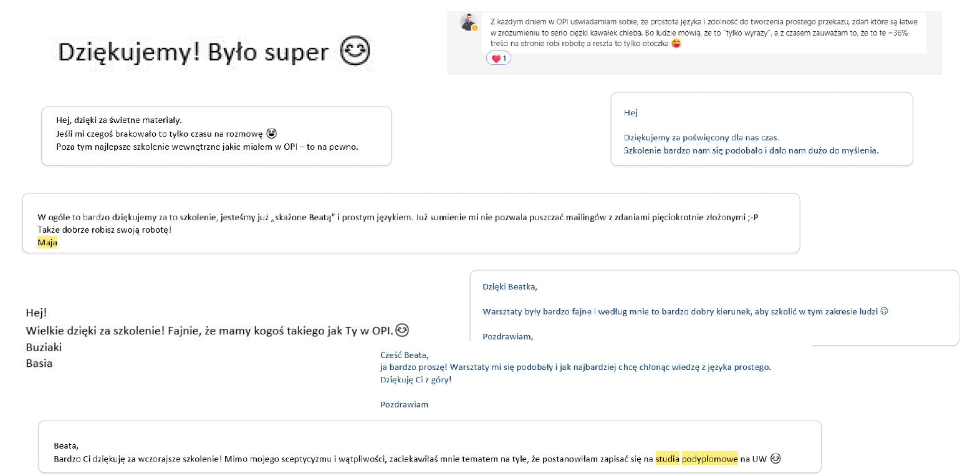 Dziękujemy! Było super 😊
Z każdym dniem w OPI uświadamiam sobie, że prostota języka i zdolność do tworzenia prostego przekazu, zdań które są łatwe
w zrozumieniu to serio ciężki kawałek chleba. Bo ludzie mówią, że to "tylko wyrazy", a z czasem zauważam to, że to te ~38%
treści na stronie robi robotę a reszta to tylko otoczka 😝
❤️ 1
Hej, dzięki za świetne materiały.
Jeśli mi czegoś brakowało to tylko czasu na rozmowę 😀
Poza tym najlepsze szkolenie wewnętrzne jakie miałem w OPI – to na pewno.
Hej
Dziękujemy za poświęcony dla nas czas.
Szkolenie bardzo nam się podobało i dało nam dużo do myślenia.
W ogóle to bardzo dziękujemy za to szkolenie, jesteśmy już „skażone Beatą” i prostym językiem. Już sumienie mi nie pozwala puszczać mailingów z zdaniami pięciokrotnie złożonymi ;-P
Także dobrze robisz swoją robotę!
Maja
Dzięki Beatka,
Warsztaty były bardzo fajne i według mnie to bardzo dobry kierunek, aby szkolić w tym zakresie ludzi 😊
Pozdrawiam,
Hej!
Wielkie dzięki za szkolenie! Fajnie, że mamy kogoś takiego jak Ty w OPI.😊
Buziaki
Basia
Cześć Beata,
ja bardzo proszę! Warsztaty mi się podobały i jak najbardziej chcę chłonąc wiedzę z języka prostego.
Dziękuję Ci z góry!
Pozdrawiam
Beata,
Bardzo Ci dziękuję za wczorajsze szkolenie! Mimo mojego sceptycyzmu i wątpliwości, zaciekawiłaś mnie tematem na tyle, że postanowiłam zapisać się na studia podyplomowe na UW 😊